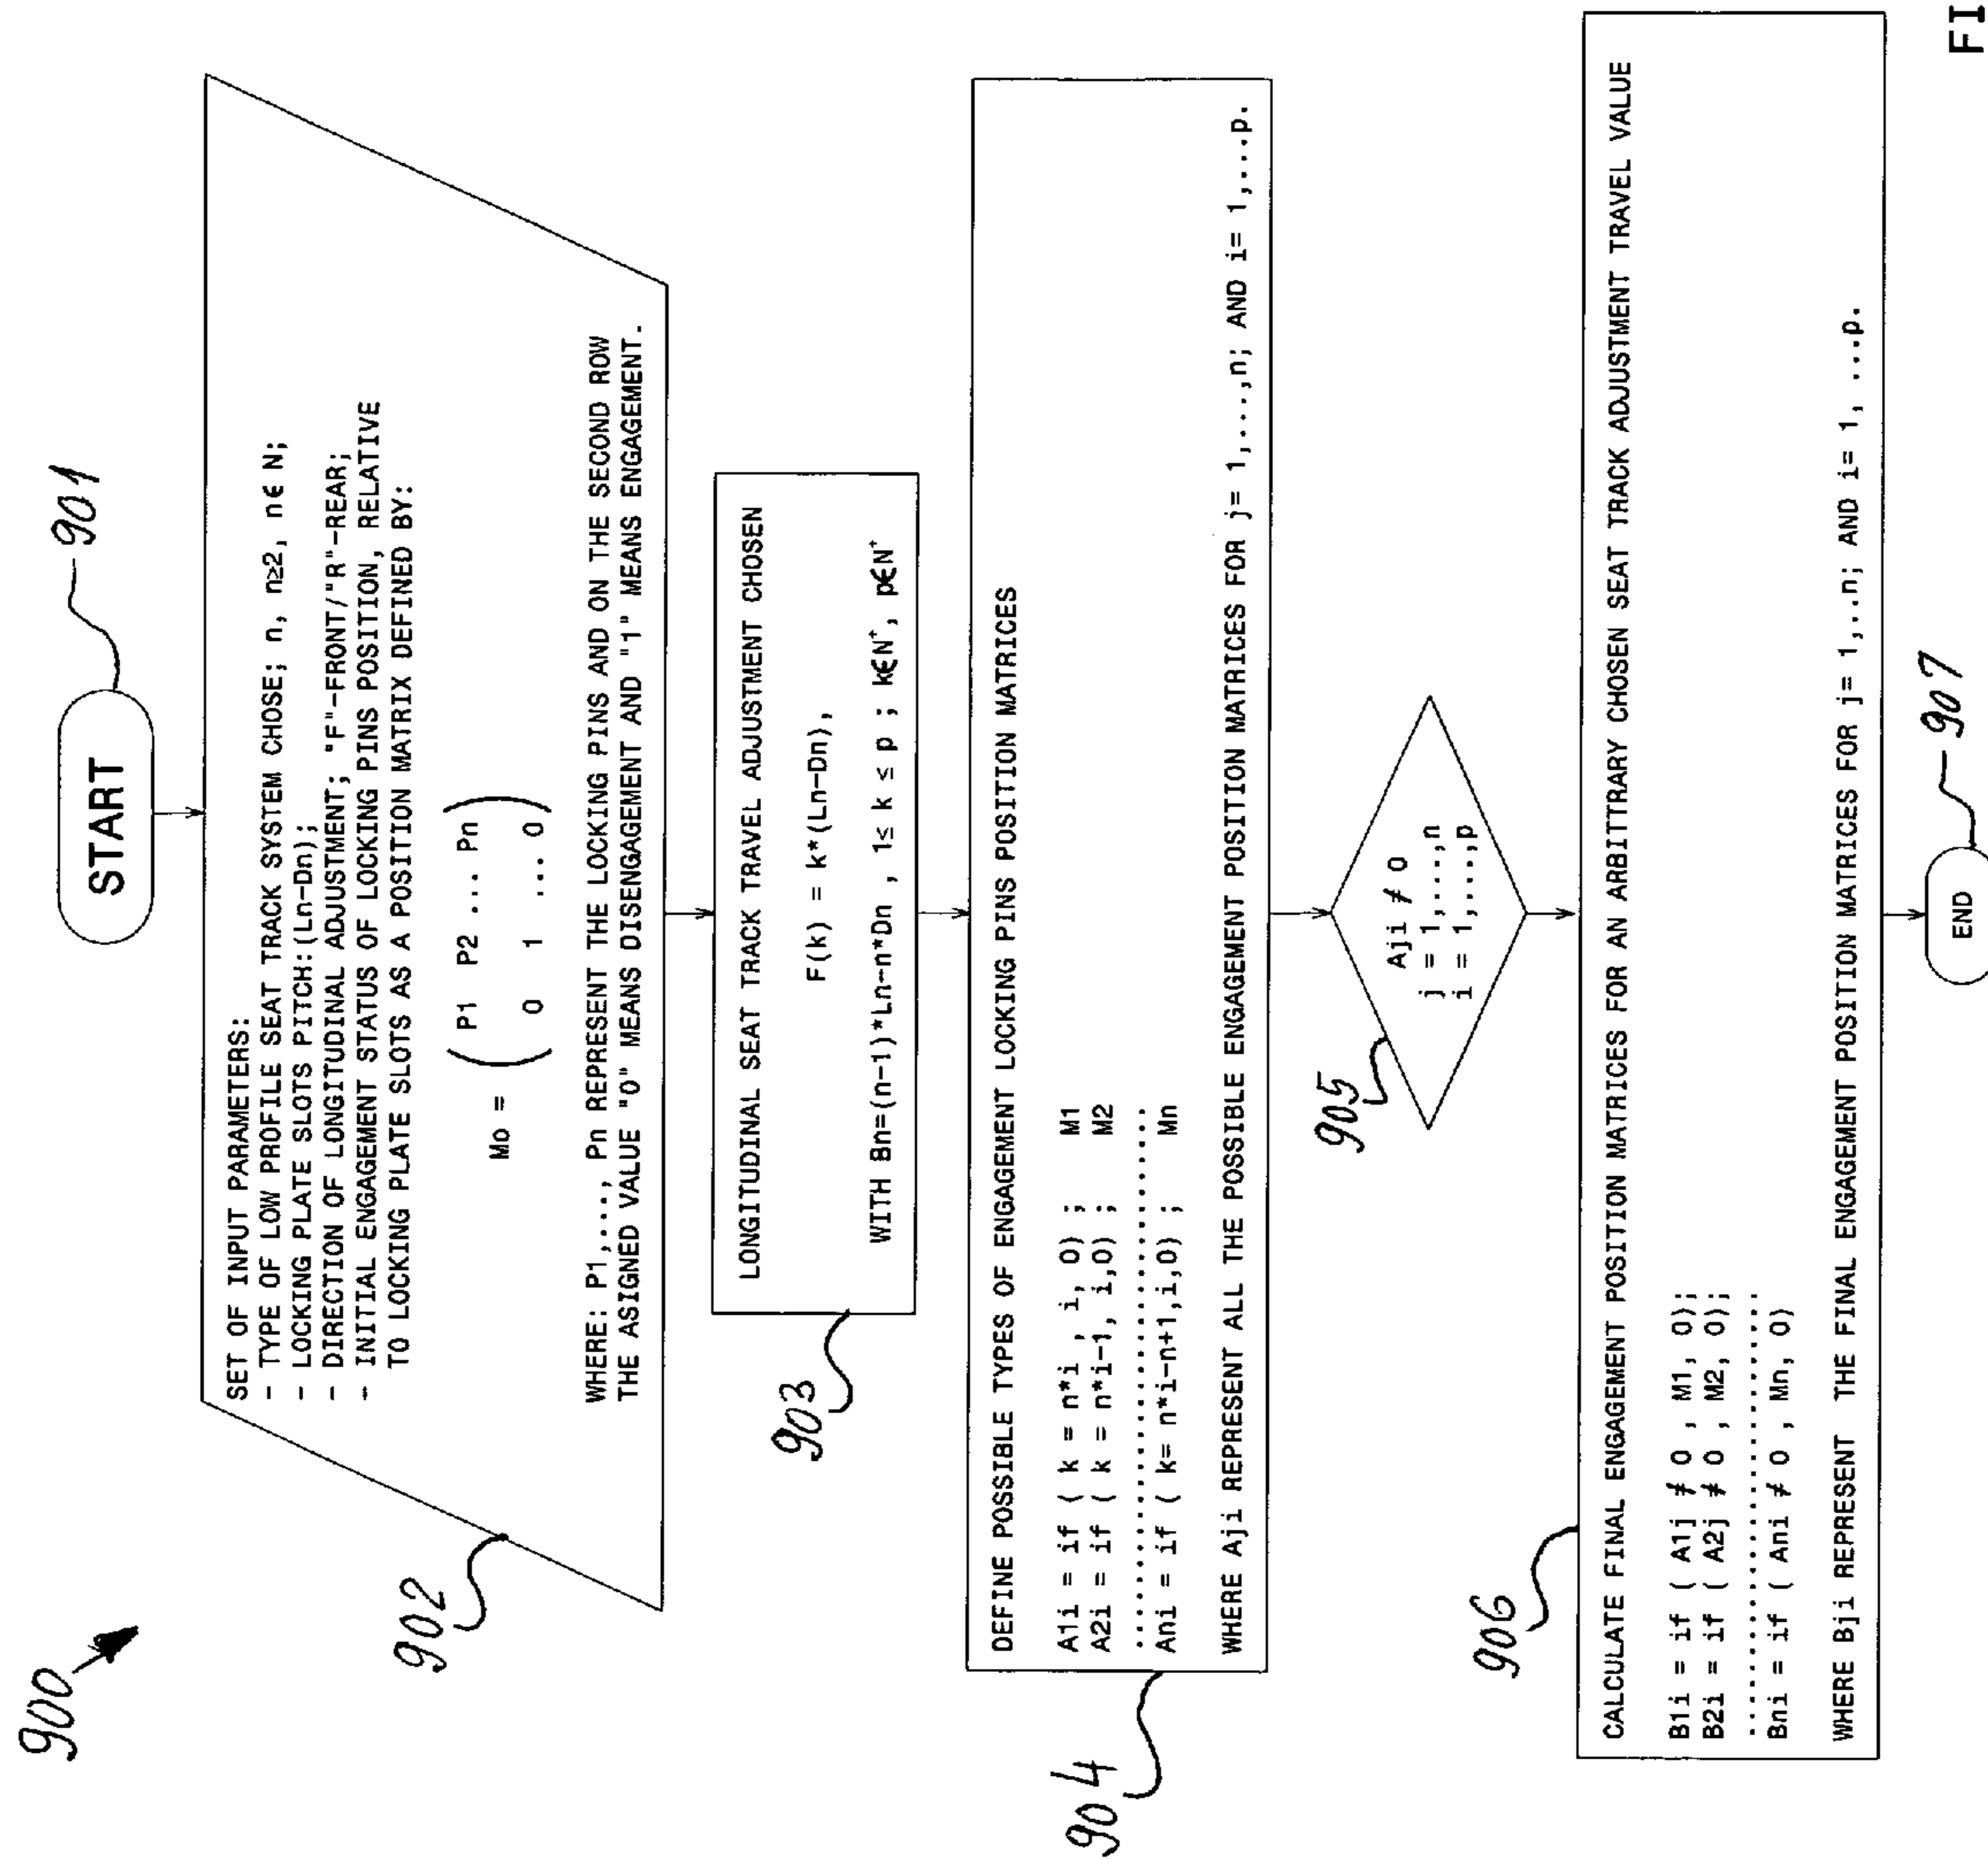 900
START
901
902
SET OF INPUT PARAMETERS:
- TYPE OF LOW PROFILE SEAT TRACK SYSTEM CHOSE; n, n≥2, n∈ N;
- LOCKING PLATE SLOTS PITCH:(Ln-Dn);
- DIRECTION OF LONGITUDINAL ADJUSTMENT; "F"-FRONT/"R"-REAR;
- INITIAL ENGAGEMENT STATUS OF LOCKING PINS POSITION, RELATIVE
TO LOCKING PLATE SLOTS AS A POSITION MATRIX DEFINED BY:
Mo = ( P1 P2 ... Pn
0 1 ... 0 )
WHERE: P1,..., Pn REPRESENT THE LOCKING PINS AND ON THE SECOND ROW
THE ASIGNED VALUE "0" MEANS DISENGAGEMENT AND "1" MEANS ENGAGEMENT.
903
LONGITUDINAL SEAT TRACK TRAVEL ADJUSTMENT CHOSEN
F(k) = k*(Ln-Dn),
WITH Bn=(n-1)*Ln-n*Dn , 1≤ k ≤ p ; k∈N⁺, p∈N⁺
904
DEFINE POSSIBLE TYPES OF ENGAGEMENT LOCKING PINS POSITION MATRICES
A1i = if ( k = n*i , i, 0) ; M1
A2i = if ( k = n*i-1, i,0) ; M2
..............................
Ani = if ( k= n*i-n+1,i,0) ; Mn
WHERE Aji REPRESENT ALL THE POSSIBLE ENGAGEMENT POSITION MATRICES FOR j= 1,...,n; AND i= 1,...p.
905
Aji ≠ 0
j = 1,...,n
i = 1,...,p
906
CALCULATE FINAL ENGAGEMENT POSITION MATRICES FOR AN ARBITTRARY CHOSEN SEAT TRACK ADJUSTMENT TRAVEL VALUE
B1i = if ( A1j ≠ 0 , M1, 0);
B2i = if ( A2j ≠ 0 , M2, 0);
..............................
Bni = if ( Ani ≠ 0 , Mn, 0)
WHERE Bji REPRESENT THE FINAL ENGAGEMENT POSITION MATRICES FOR j= 1,..n; AND i= 1, ...p.
END
907
FI